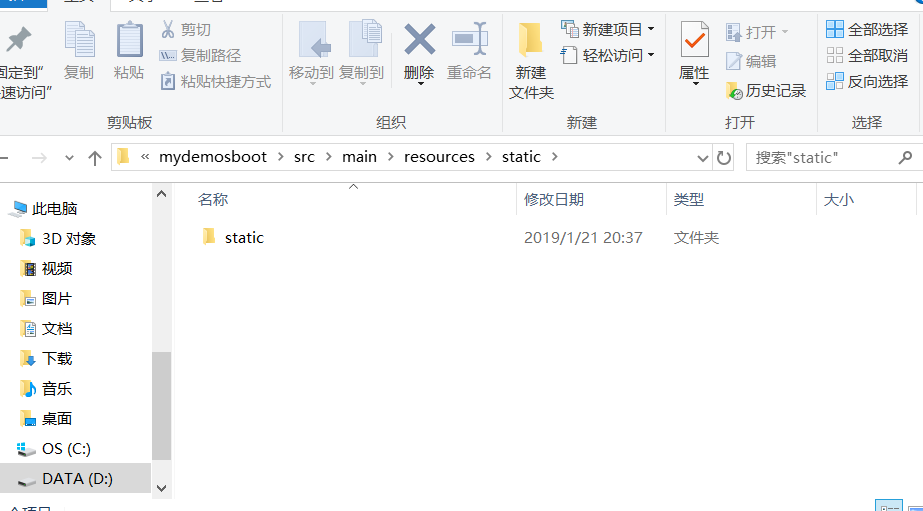 剪切
复制路径
粘贴快捷方式
复制
粘贴
移动到 复制到
删除
重命名
新建
文件夹
新建项目
轻松访问
属性
打开
编辑
历史记录
全部选择
全部取消
反向选择
固定到"
速访问"
剪贴板
组织
新建
打开
选择
« mydemosboot > src > main > resources > static >
搜索"static"
名称
修改日期
类型
大小
static
2019/1/21 20:37
文件夹
此电脑
3D 对象
视频
图片
文档
下载
音乐
桌面
OS (C:)
DATA (D:)